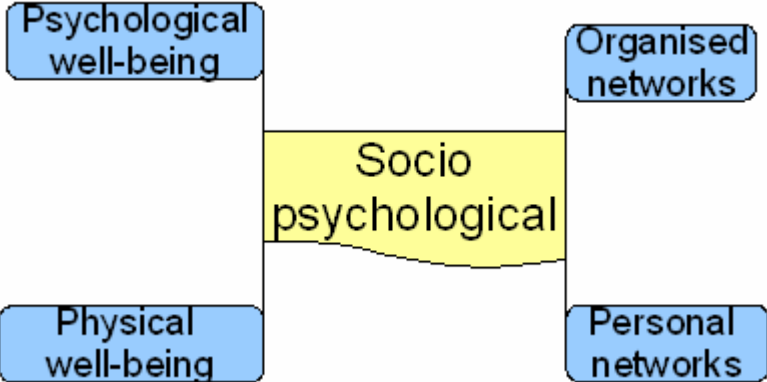 Psychological
well-being
Organised
networks
Socio
psychological
Physical
well-being
Personal
networks